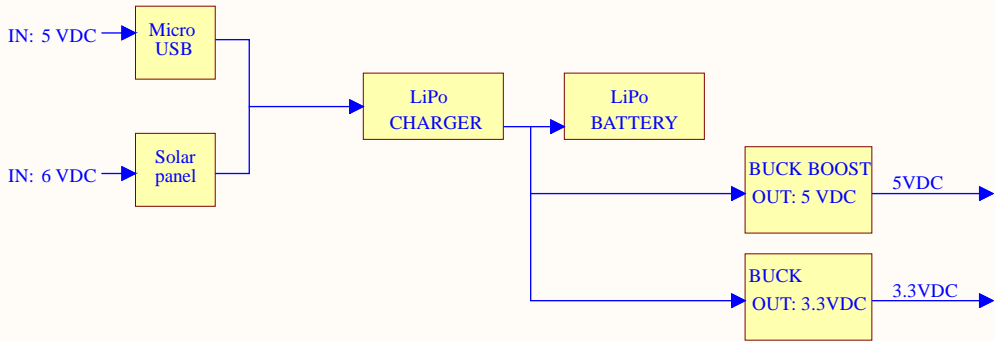 IN: 5 VDC
Micro
USB
LiPo
CHARGER
LiPo
BATTERY
IN: 6 VDC
Solar
panel
BUCK BOOST
OUT: 5 VDC
5VDC
BUCK
OUT: 3.3VDC
3.3VDC